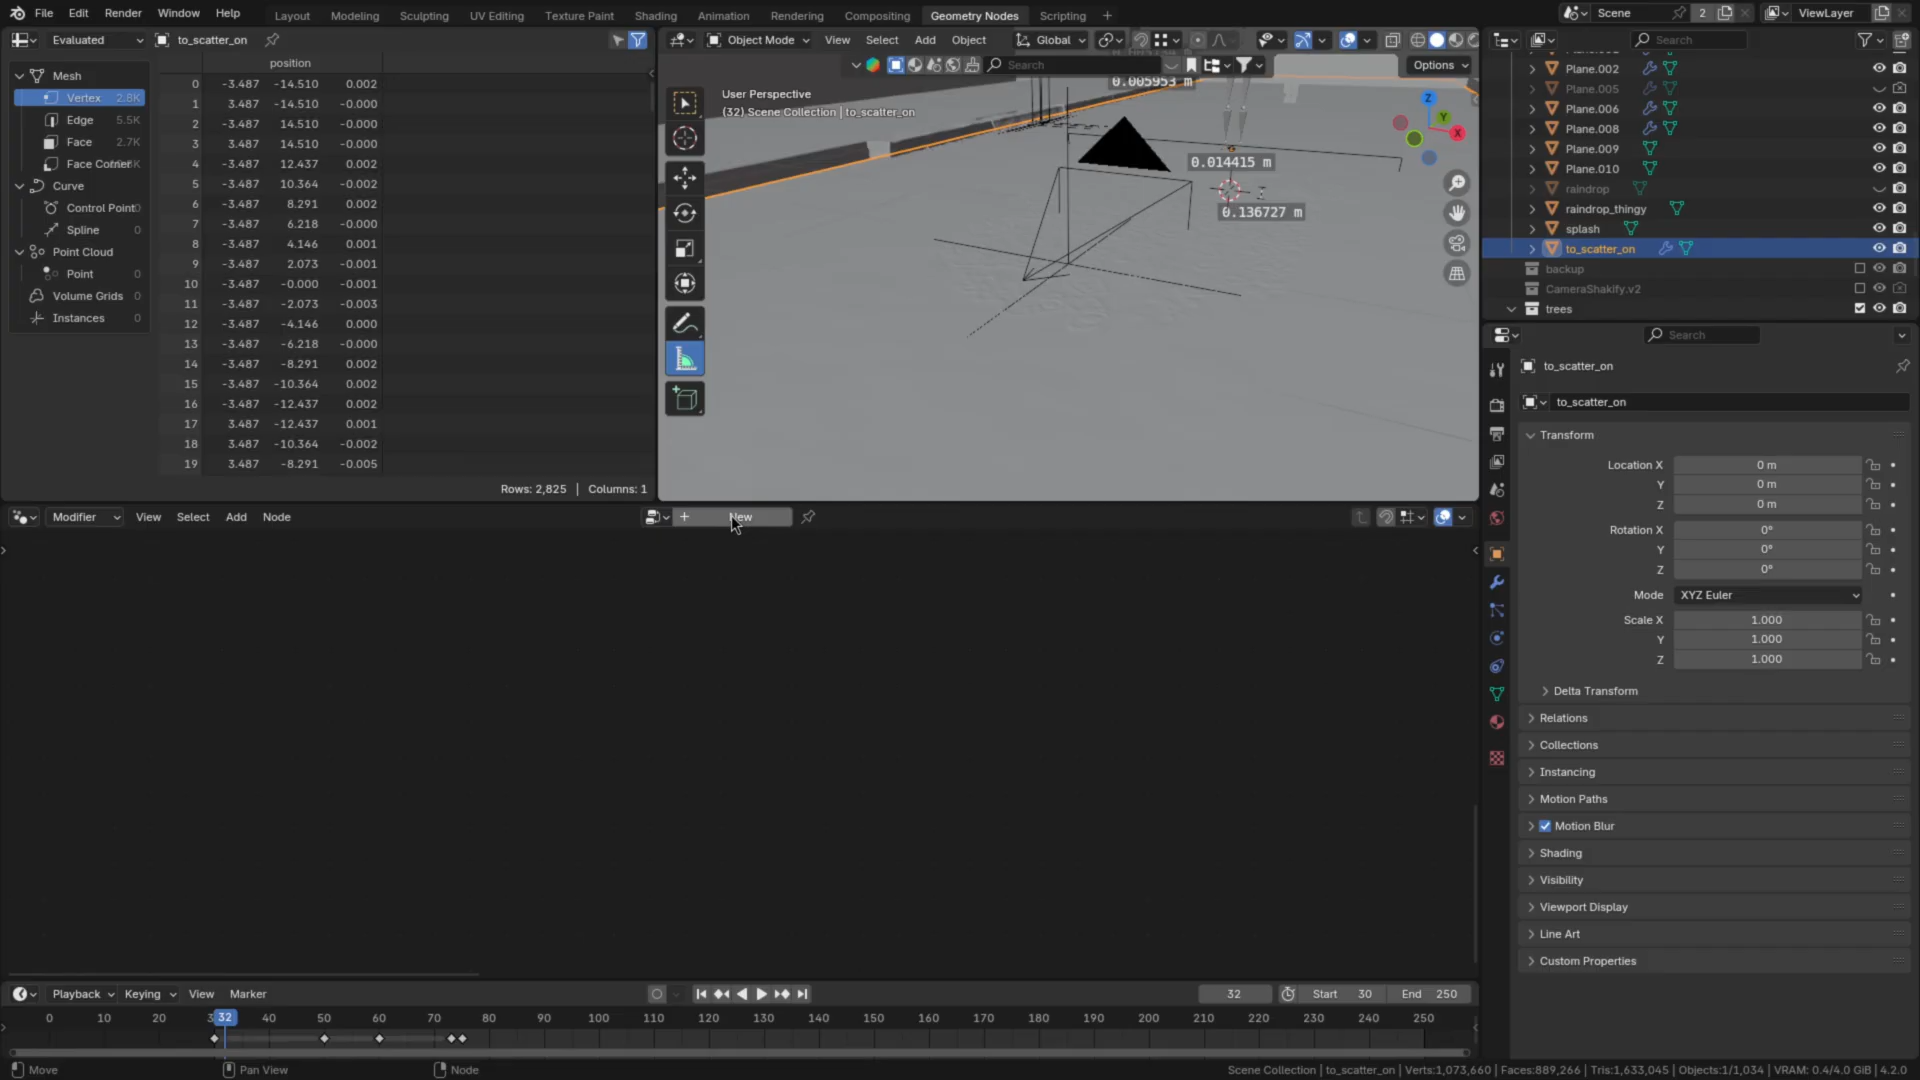 File Edit Render Window Help Layout Modeling Sculpting UV Editing Texture Paint Shading Animation Rendering Compositing Geometry Nodes Scripting + Scene 2 ViewLayer
Evaluated to_scatter_on
Object Mode View Select Add Object Global
Search
Search Options
position
Mesh
Vertex 2.8K
Edge 5.5K
Face 2.7K
Curve
Control Point 0
Spline 0
Point Cloud
Point 0
Volume Grids 0
Instances 0
0 -3.487 -14.510 0.002
1 3.487 -14.510 -0.000
2 -3.487 14.510 -0.000
3 3.487 14.510 -0.000
4 -3.487 12.437 0.002
5 -3.487 10.364 -0.002
6 -3.487 8.291 0.002
7 -3.487 6.218 -0.000
8 -3.487 4.146 0.001
9 -3.487 2.073 -0.001
10 -3.487 -0.000 -0.001
11 -3.487 -2.073 -0.003
12 -3.487 -4.146 0.000
13 -3.487 -6.218 -0.000
14 -3.487 -8.291 0.002
15 -3.487 -10.364 0.002
16 -3.487 -12.437 0.002
17 3.487 -12.437 0.001
18 3.487 -10.364 -0.002
19 3.487 -8.291 -0.005
Rows: 2,825 | Columns: 1
User Perspective
(32) Scene Collection | to_scatter_on
0.005953 m
0.014415 m
0.136727 m
Z
Y
X
Plane.002
Plane.005
Plane.006
Plane.008
Plane.009
Plane.010
raindrop
raindrop_thingy
splash
to_scatter_on
backup
CameraShakify.v2
trees
Search
to_scatter_on
to_scatter_on
Transform
Location X 0 m
Y 0 m
Z 0 m
Rotation X 0°
Y 0°
Z 0°
Mode XYZ Euler
Scale X 1.000
Y 1.000
Z 1.000
Delta Transform
Relations
Collections
Instancing
Motion Paths
Motion Blur
Shading
Visibility
Viewport Display
Line Art
Custom Properties
Modifier View Select Add Node + New
Playback Keying View Marker 32 Start 30 End 250
0 10 20 32 40 50 60 70 80 90 100 110 120 130 140 150 160 170 180 190 200 210 220 230 240 250
Move Pan View Node Scene Collection | to_scatter_on | Verts:1,073,660 | Faces:889,266 | Tris:1,633,045 | Objects:1/1,034 | VRAM: 0.4/4.0 GiB | 4.2.0